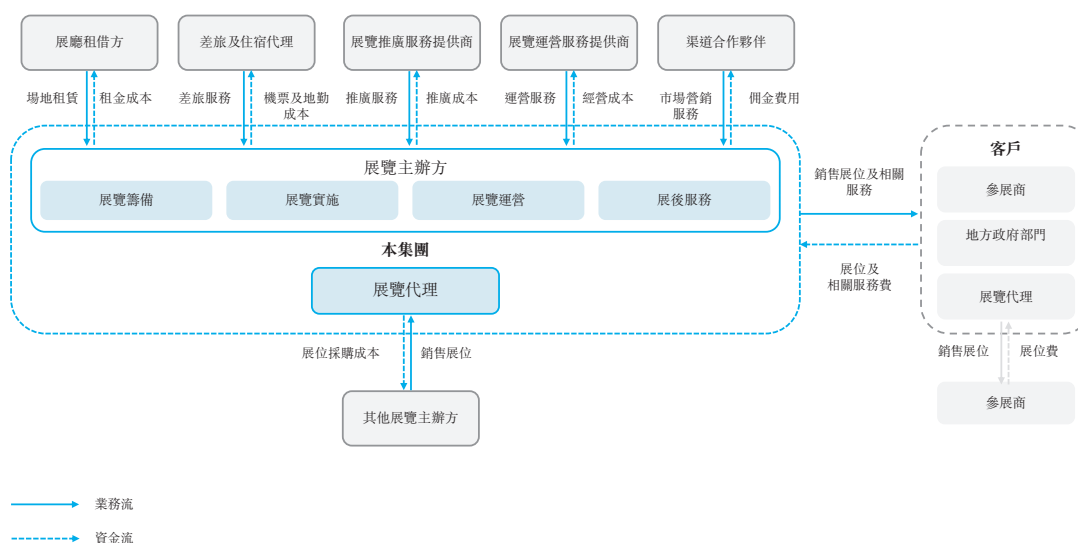 展廳租借方
差旅及住宿代理
展覽推廣服務提供商
展覽運營服務提供商
渠道合作夥伴
場地租賃
租金成本
差旅服務
機票及地勤
成本
推廣服務
推廣成本
運營服務
經營成本
市場營銷
服務
佣金費用
展覽主辦方
展覽籌備
展覽實施
展覽運營
展後服務
本集團
展覽代理
銷售展位及相關
服務
展位及
相關服務費
客戶
參展商
地方政府部門
展覽代理
銷售展位
展位費
參展商
展位採購成本
銷售展位
其他展覽主辦方
業務流
資金流